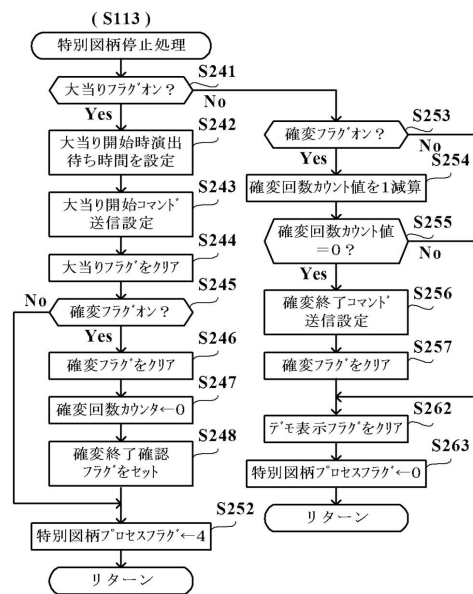 (S113)
特別図柄停止処理
S241
大当りフラグオン?
No
Yes
S242
大当り開始時演出
待ち時間を設定
S243
大当り開始コマンド
送信設定
S244
大当りフラグをクリア
S245
No
確変フラグオン?
Yes
S246
確変フラグをクリア
S247
確変回数カウンタ←0
S248
確変終了確認
フラグをセット
S252
特別図柄プロセスフラグ←4
リターン
S253
確変フラグオン?
No
Yes
S254
確変回数カウント値を1減算
S255
確変回数カウント値
=0?
No
Yes
S256
確変終了コマンド
送信設定
S257
確変フラグをクリア
S262
デモ表示フラグをクリア
S263
特別図柄プロセスフラグ←0
リターン